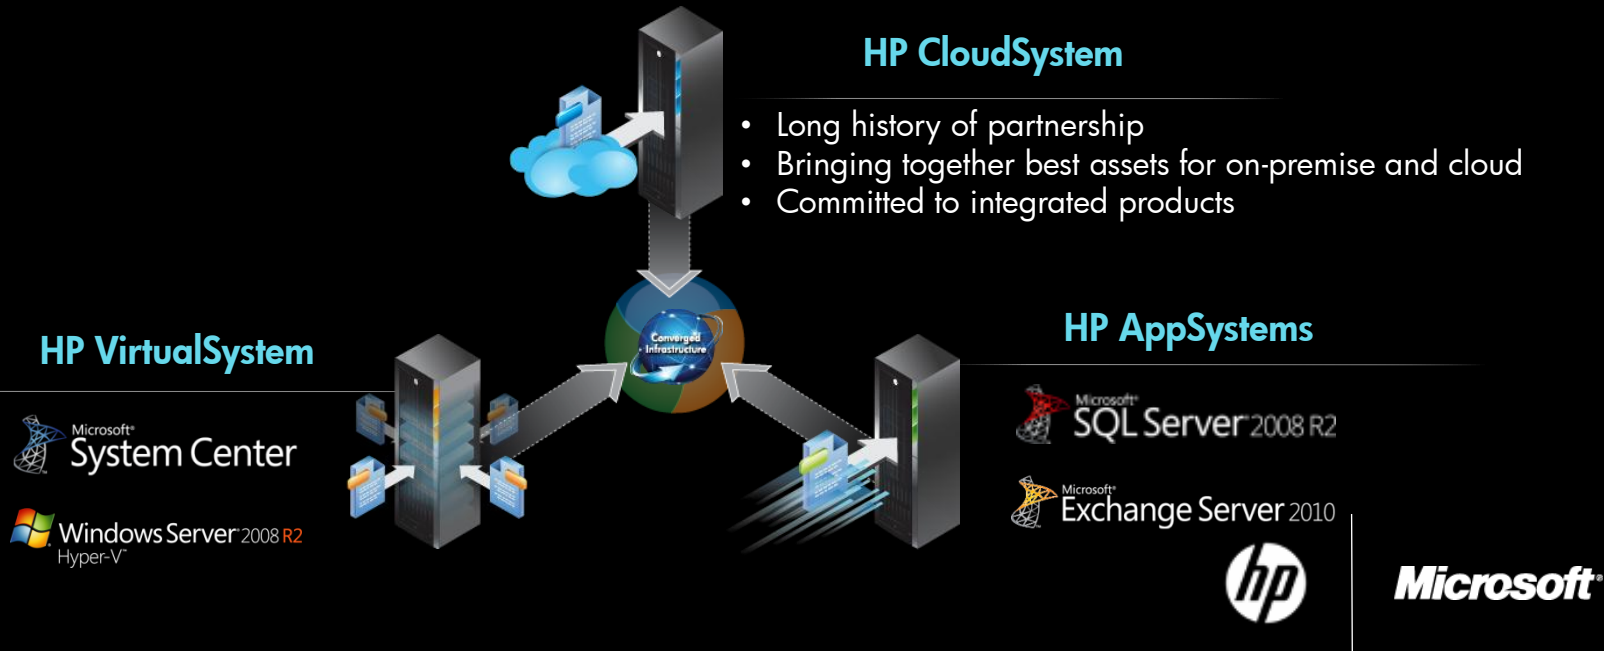 HP CloudSystem
• Long history of partnership
• Bringing together best assets for on-premise and cloud
• Committed to integrated products
Converged
Infrastructure
HP VirtualSystem
Microsoft®
System Center
Windows Server® 2008 R2
Hyper-V™
HP AppSystems
Microsoft®
SQL Server® 2008 R2
Microsoft®
Exchange Server 2010
hp
Microsoft®